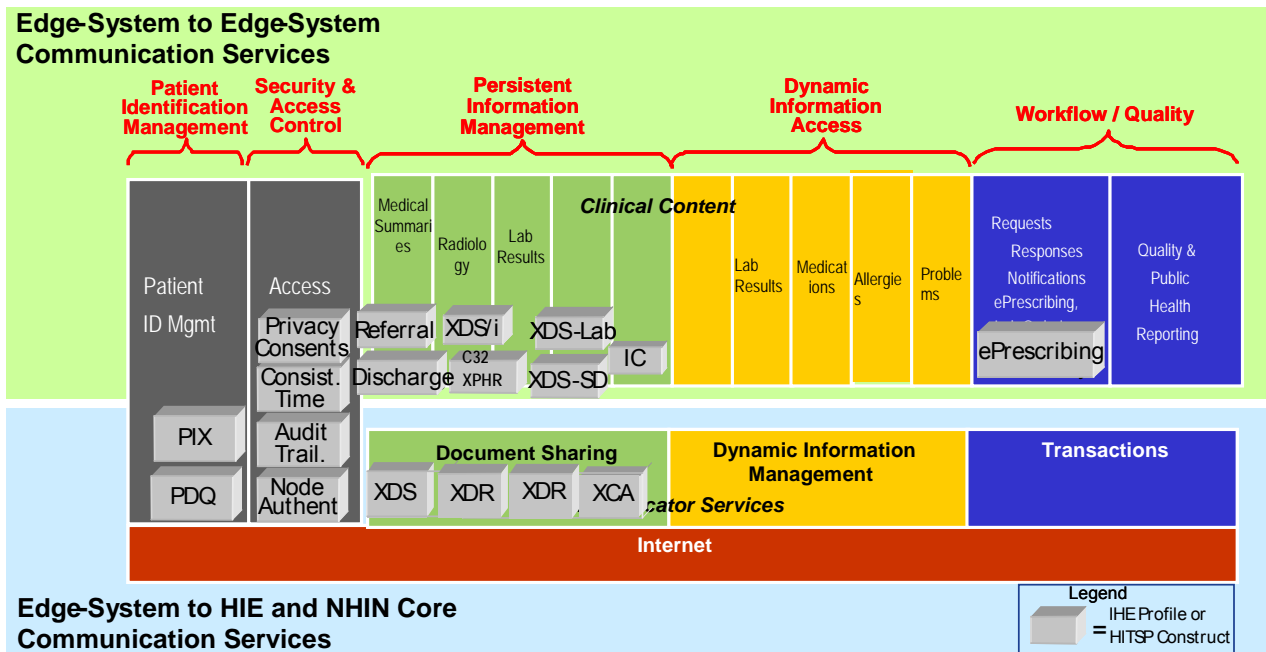 Edge-System to Edge-System
Communication Services
Patient
Identification
Management
Security &
Access
Control
Persistent
Information
Management
Dynamic
Information
Access
Workflow / Quality
Clinical Content
Patient
ID Mgmt
Access
Medical
Summari
es
Radiolo
gy
Lab
Results
Lab
Results
Medicat
ions
Allergie
s
Proble
ms
Requests
Responses
Notifications
ePrescribing,
ePrescribing
Quality &
Public
Health
Reporting
Privacy
Consents
Consist.
Time
Audit
Trail.
Node
Authent
Referral
Discharge
XDS/i
C32
XPHR
XDS-Lab
XDS-SD
IC
PIX
PDQ
Document Sharing
XDS
XDR
XDR
XCA
Services
Dynamic Information
Management
Transactions
Internet
Edge-System to HIE and NHIN Core
Communication Services
Legend
= IHE Profile or
HITSP Construct